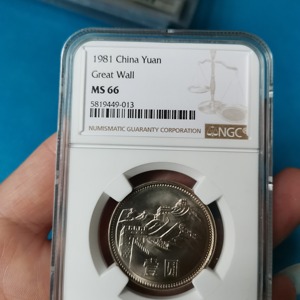 1981 China Yuan
Great Wall
MS 66
5819449-013
NUMISMATIC GUARANTY CORPORATION
NGC
壹圆